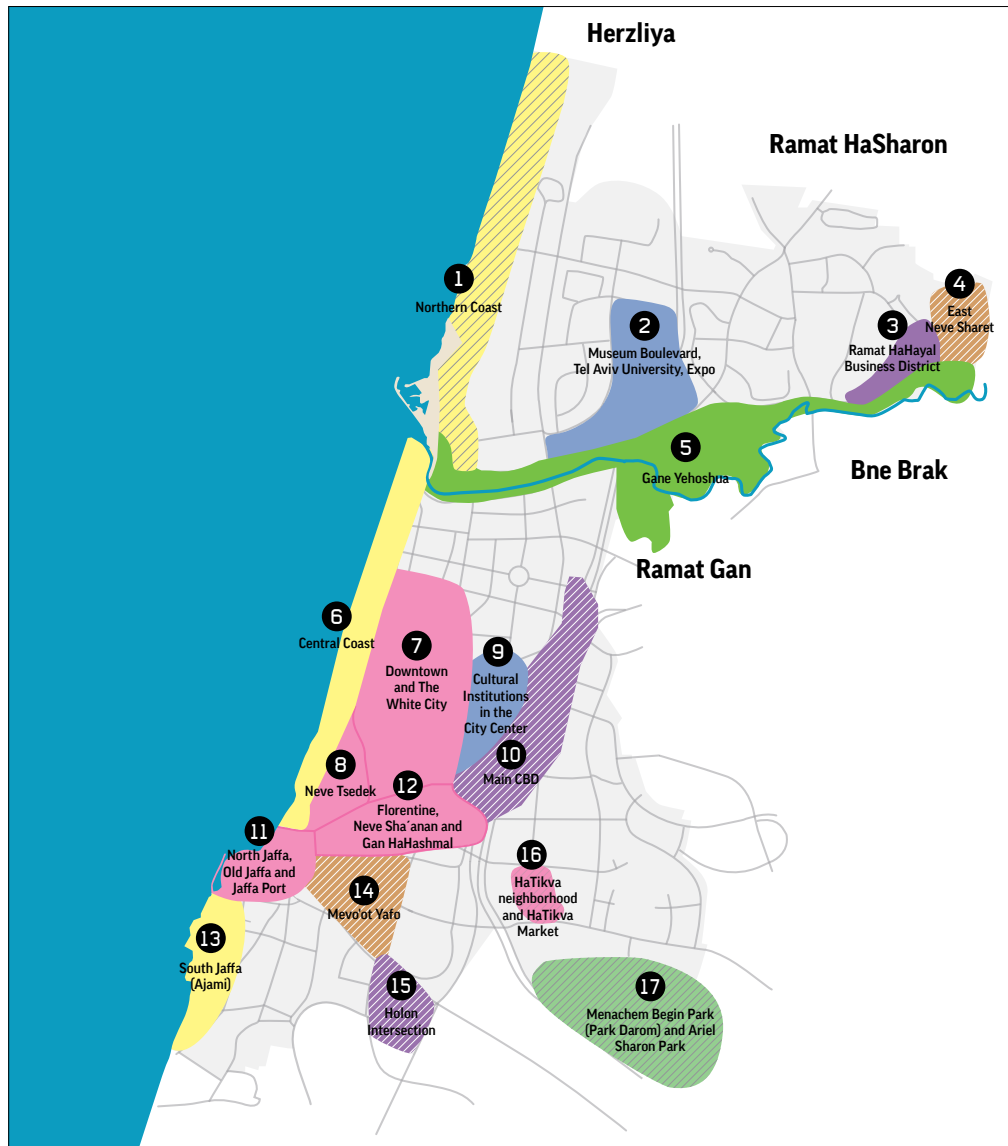 Herzliya
Ramat HaSharon
1
Northern Coast
4
East
Neve Sharet
2
Museum Boulevard,
Tel Aviv University, Expo
3
Ramat HaHayal
Business District
5
Gane Yehoshua
Bne Brak
Ramat Gan
6
Central Coast
7
Downtown
and The
White City
9
Cultural
Institutions
in the
City Center
8
Neve Tsedek
10
Main CBD
12
Florentine,
Neve Sha´anan and
Gan HaHashmal
11
North Jaffa,
Old Jaffa and
Jaffa Port
16
HaTikva
neighborhood
and HaTikva
Market
14
Mevo'ot Yafo
13
South Jaffa
(Ajami)
15
Holon
Intersection
17
Menachem Begin Park
(Park Darom) and Ariel
Sharon Park